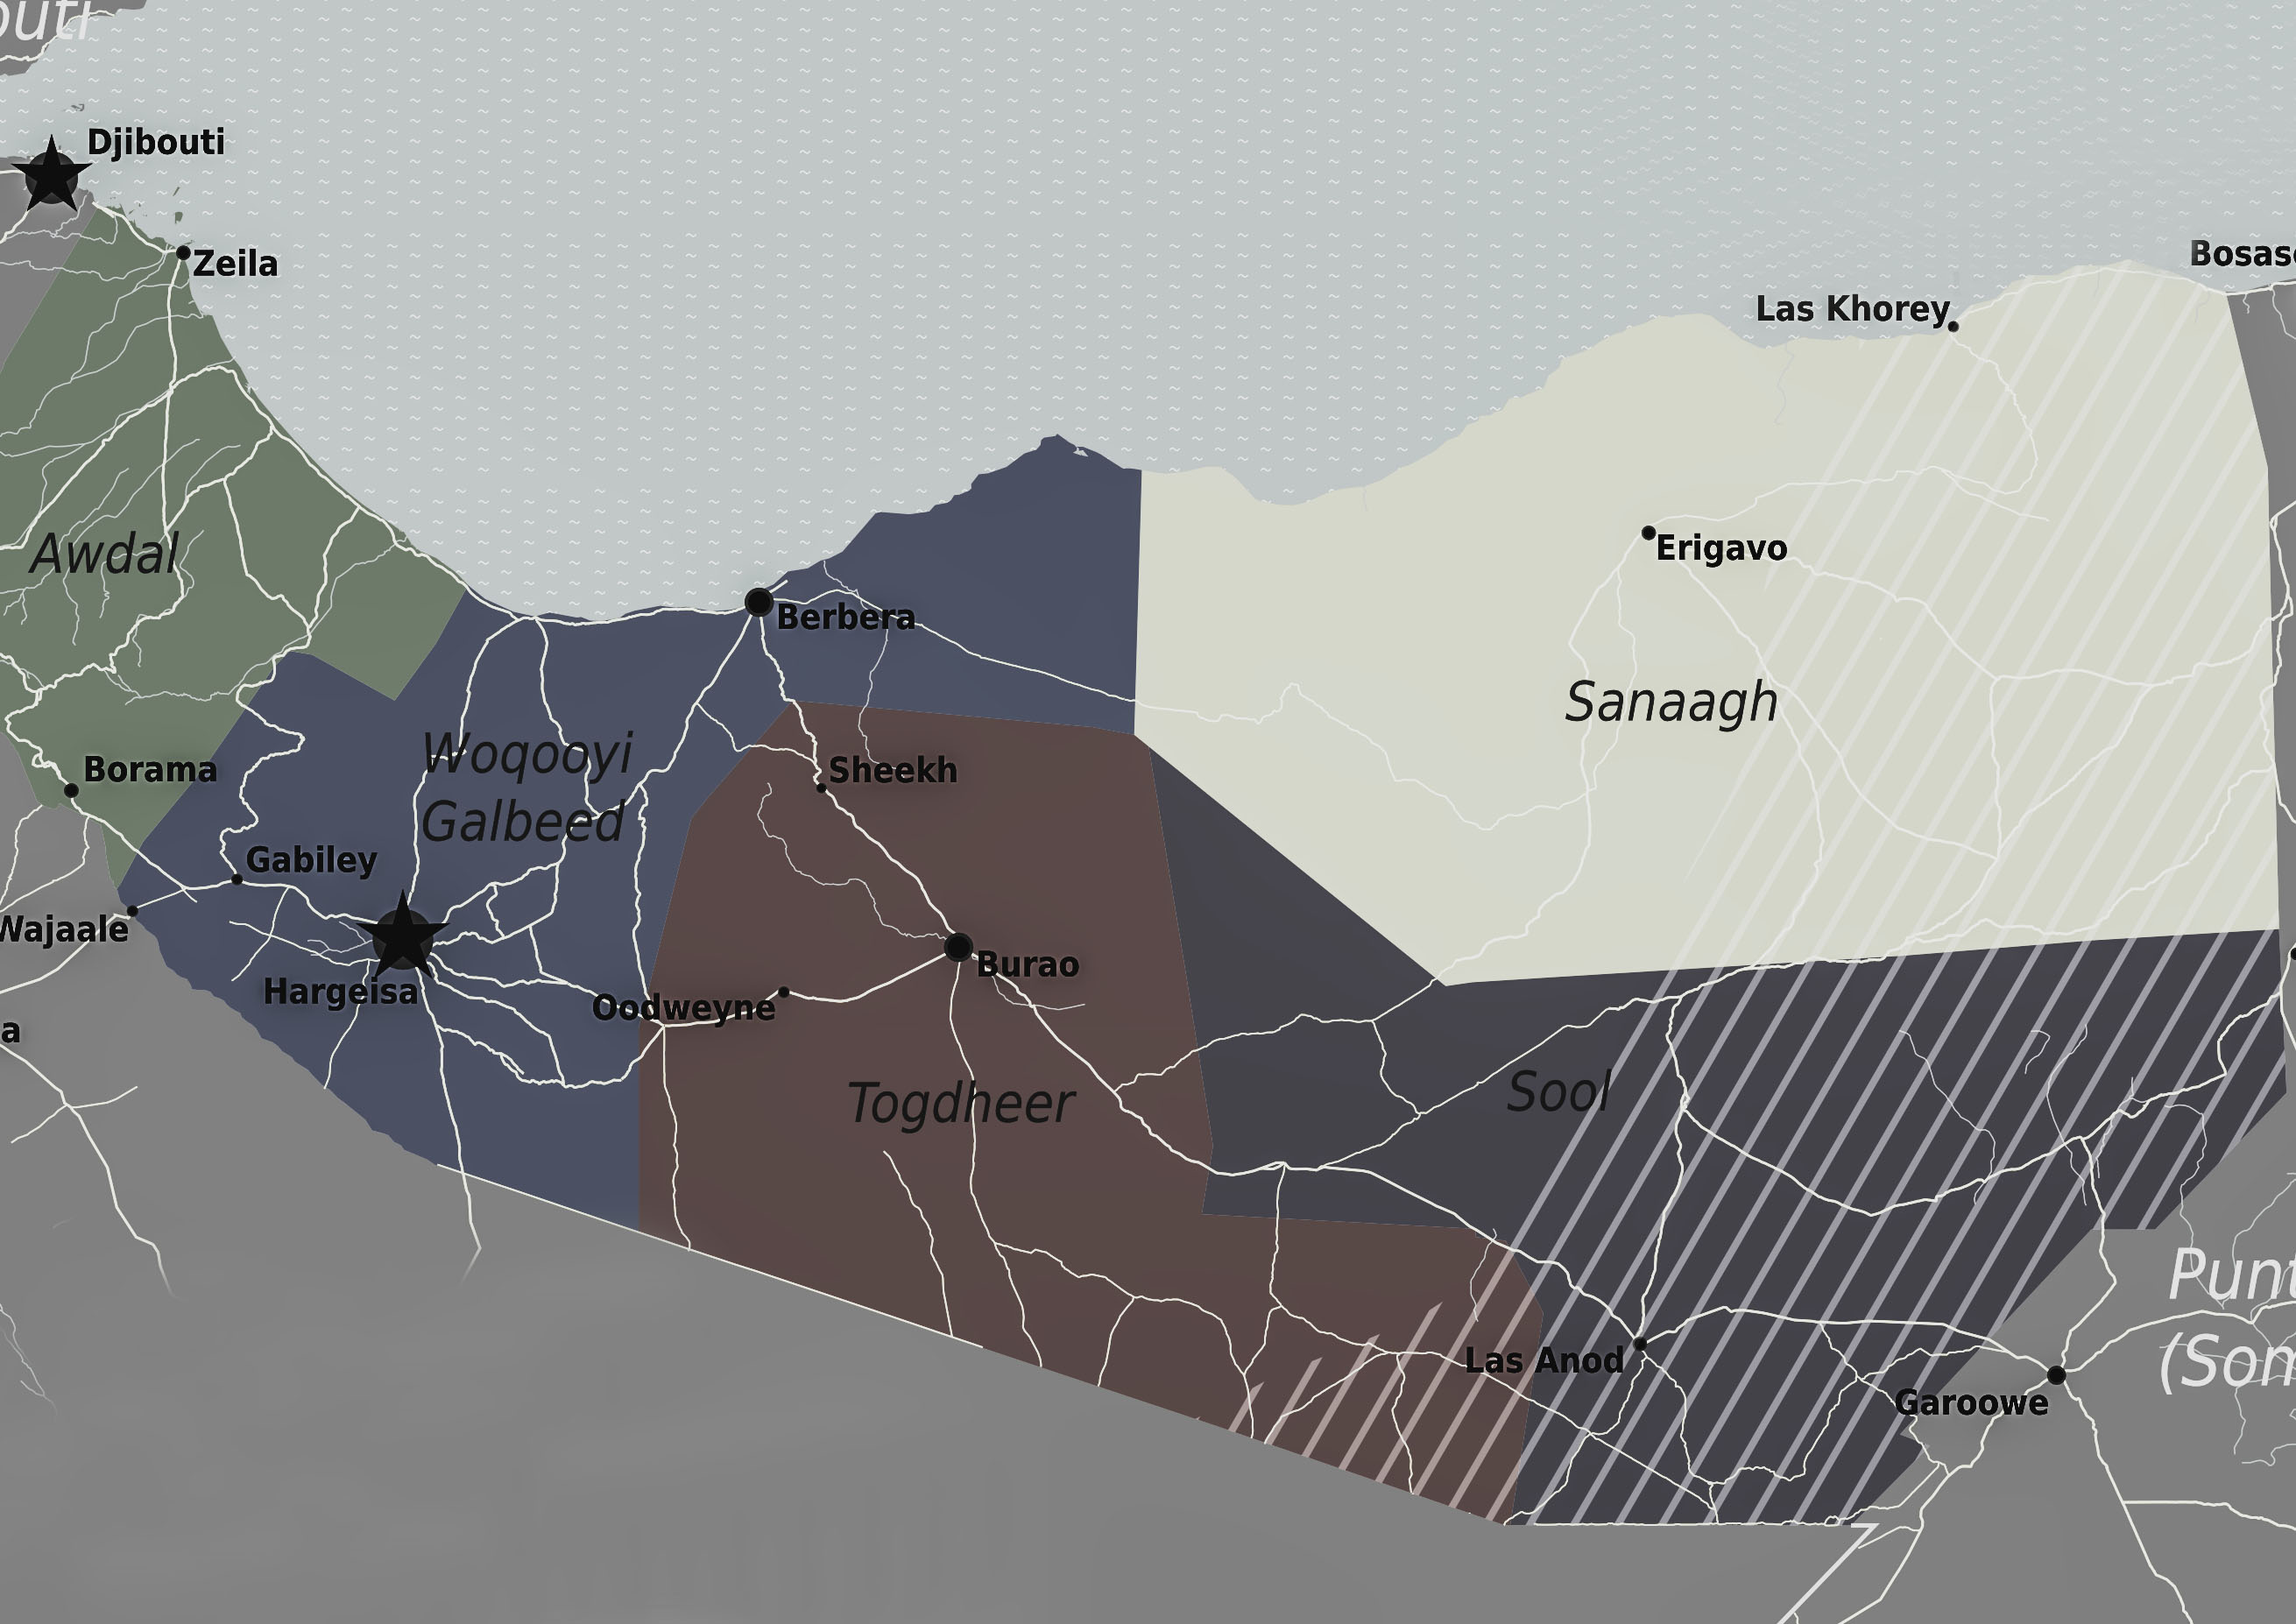 outi
Djibouti
Zeila
Bosas
Las Khorey
Awdal
Erigavo
Berbera
Sanaagh
Woqooyi
Galbeed
Borama
Sheekh
Gabiley
Wajaale
Hargeisa
Burao
Oodweyne
a
Togdheer
Sool
Punt
(Som
Las Anod
Garoowe